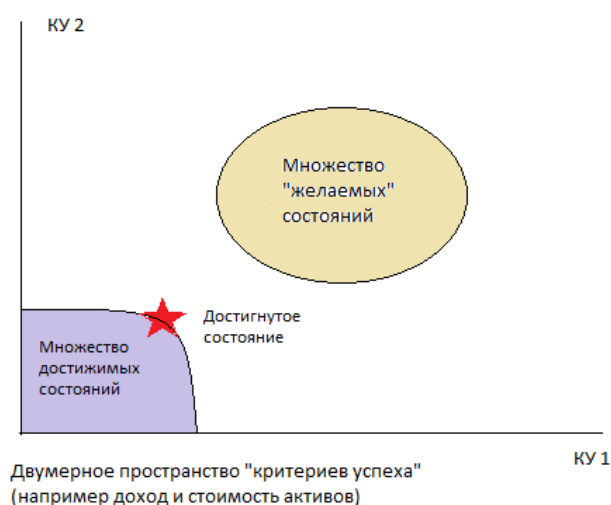 КУ 2
Множество
"желаемых"
состояний
Достигнутое
состояние
Множество
достижимых
состояний
КУ 1
Двумерное пространство "критериев успеха"
(например доход и стоимость активов)